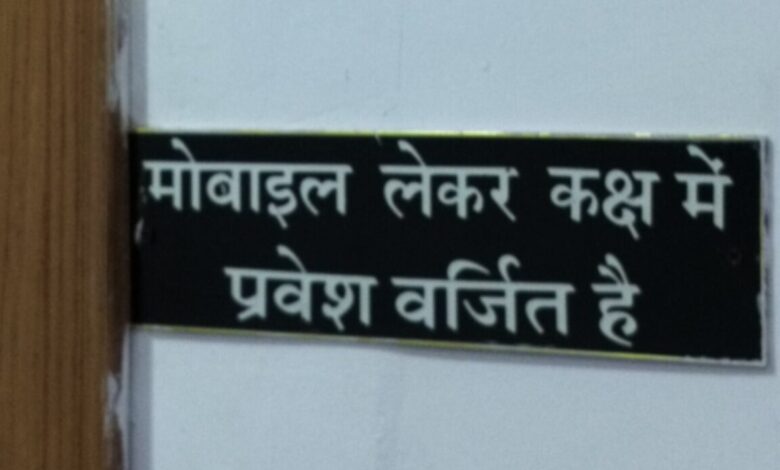 मोबाइल लेकर कक्ष में
प्रवेश वर्जित है